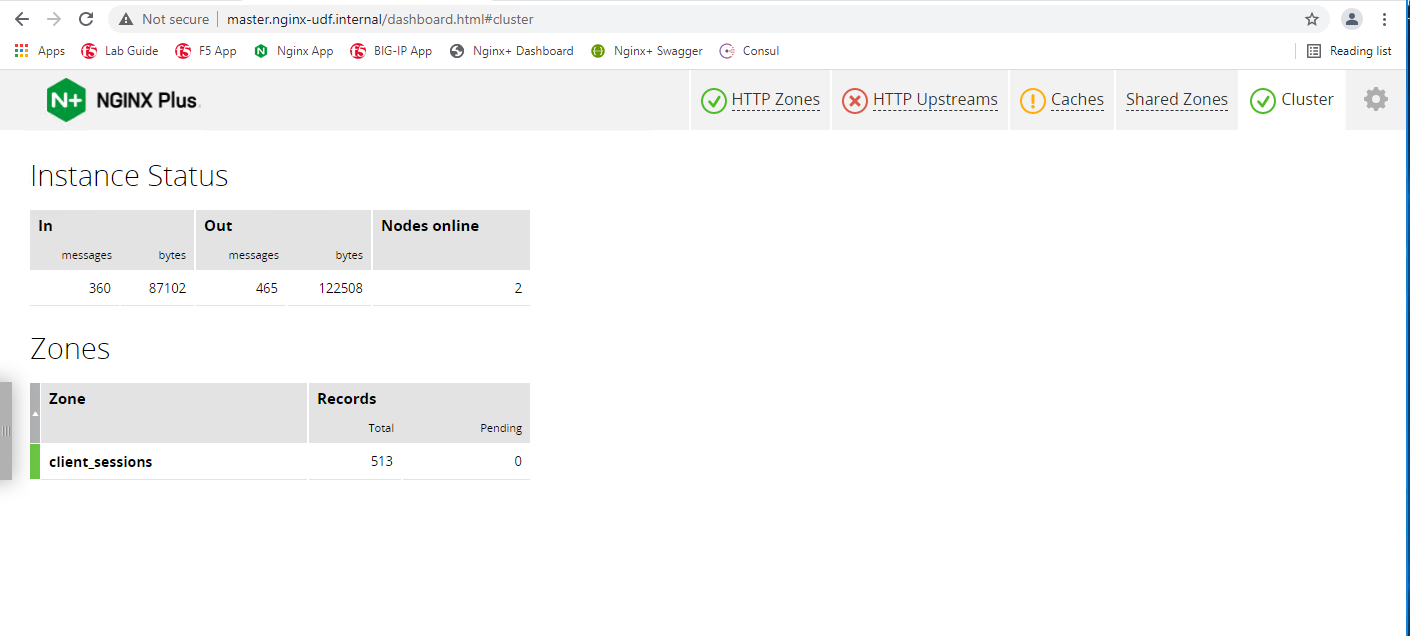 Not secure master.nginx-udf.internal/dashboard.html#cluster
Apps Lab Guide F5 App Nginx App BIG-IP App Nginx+ Dashboard Nginx+ Swagger Consul Reading list
N+ NGINX Plus HTTP Zones HTTP Upstreams Caches Shared Zones Cluster
Instance Status
In Out Nodes online
messages bytes messages bytes
360 87102 465 122508 2
Zones
Zone Records
Total Pending
client_sessions 513 0